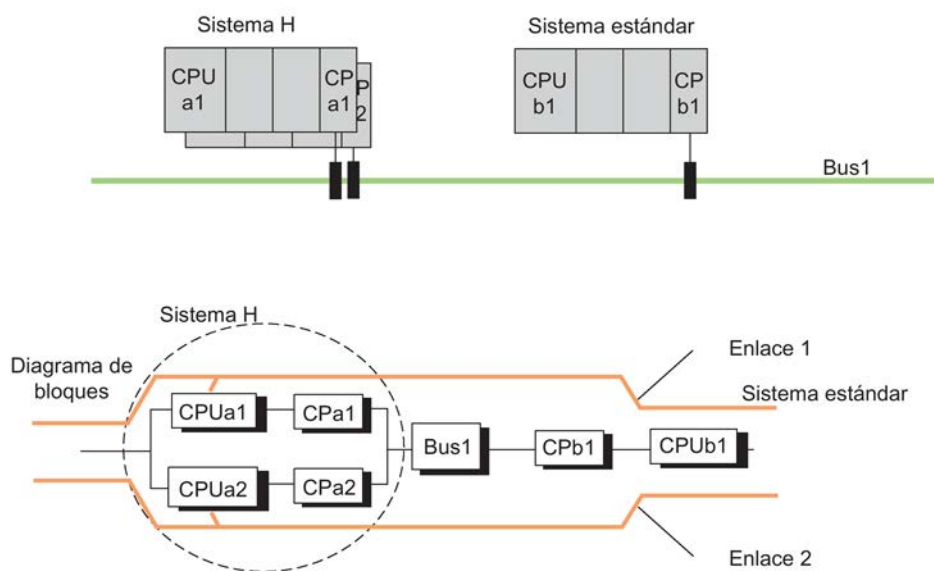 Sistema H
Sistema estándar
CPU
a1
CP
a1
P
2
CPU
b1
CP
b1
Bus1
Sistema H
Diagrama de
bloques
Enlace 1
Sistema estándar
CPUa1
CPa1
Bus1
CPb1
CPUb1
CPUa2
CPa2
Enlace 2